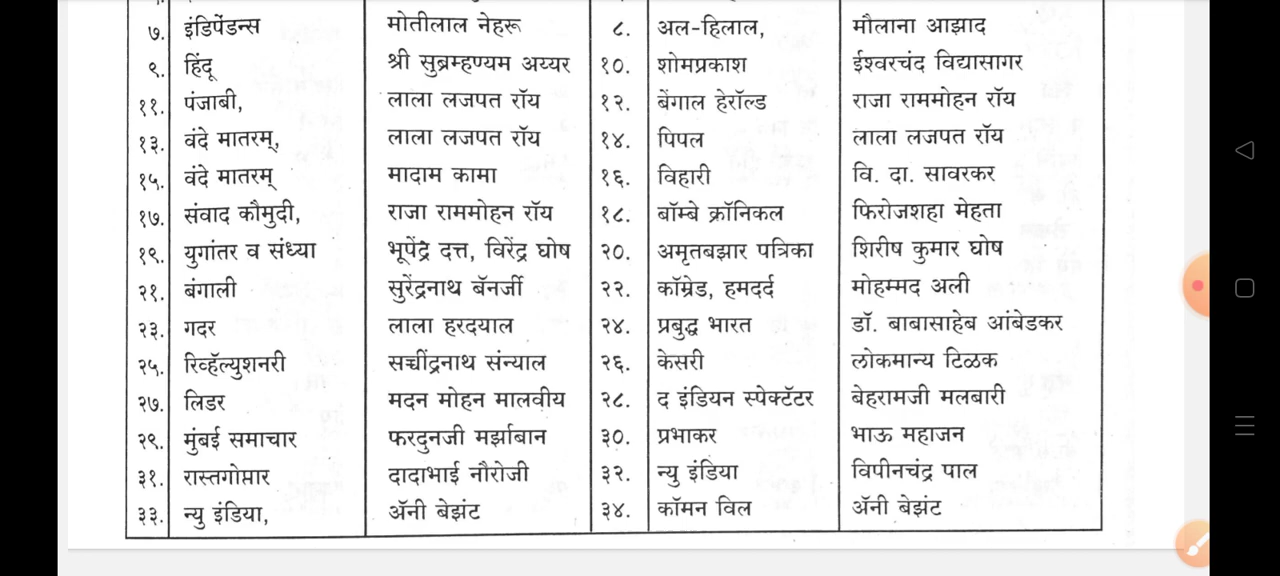 ७. इंडिपेंडन्स मोतीलाल नेहरू ८. अल-हिलाल, मौलाना आझाद
९. हिंदू श्री सुब्रम्हण्यम अय्यर १०. शोमप्रकाश ईश्वरचंद विद्यासागर
११. पंजाबी, लाला लजपत रॉय १२. बेंगाल हेरॉल्ड राजा राममोहन रॉय
१३. वंदे मातरम्, लाला लजपत रॉय १४. पिपल लाला लजपत रॉय
१५. वंदे मातरम् मादाम कामा १६. विहारी वि. दा. सावरकर
१७. संवाद कौमुदी, राजा राममोहन रॉय १८. बॉम्बे क्रॉनिकल फिरोजशहा मेहता
१९. युगांतर व संध्या भूपेंद्र दत्त, विरेंद्र घोष २०. अमृतबझार पत्रिका शिरीष कुमार घोष
२१. बंगाली सुरेंद्रनाथ बॅनर्जी २२. कॉम्रेड, हमदर्द मोहम्मद अली
२३. गदर लाला हरदयाल २४. प्रबुद्ध भारत डॉ. बाबासाहेब आंबेडकर
२५. रिव्हॅल्युशनरी सच्चींद्रनाथ संन्याल २६. केसरी लोकमान्य टिळक
२७. लिडर मदन मोहन मालवीय २८. द इंडियन स्पेक्टॅटर बेहरामजी मलबारी
२९. मुंबई समाचार फरदुनजी मर्झाबान ३०. प्रभाकर भाऊ महाजन
३१. रास्तगोप्तार दादाभाई नौरोजी ३२. न्यु इंडिया विपीनचंद्र पाल
३३. न्यु इंडिया, ॲनी बेझंट ३४. कॉमन विल ॲनी बेझंट